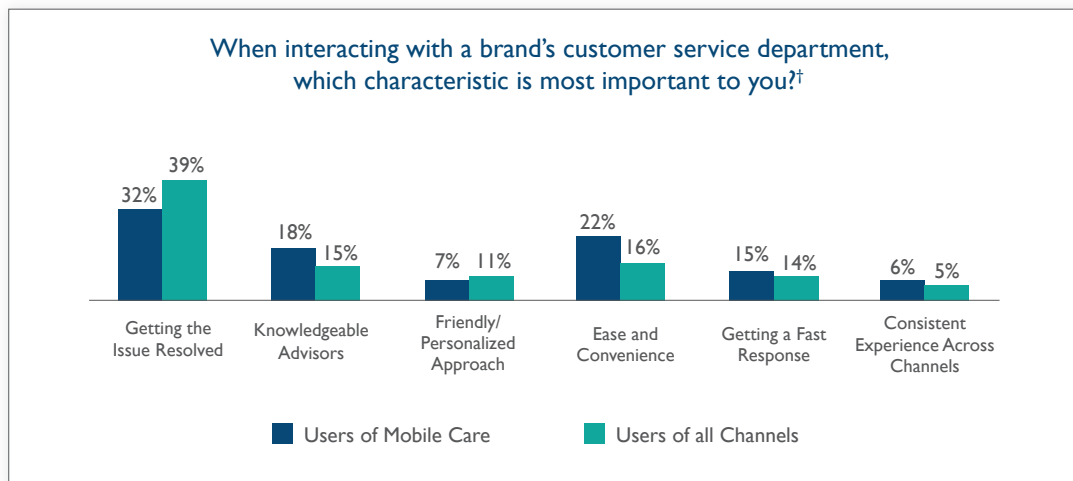 When interacting with a brand’s customer service department,
which characteristic is most important to you?†
32%
39%
18%
15%
7%
11%
22%
16%
15%
14%
6%
5%
Getting the
Issue Resolved
Knowledgeable
Advisors
Friendly/
Personalized
Approach
Ease and
Convenience
Getting a Fast
Response
Consistent
Experience Across
Channels
Users of Mobile Care
Users of all Channels